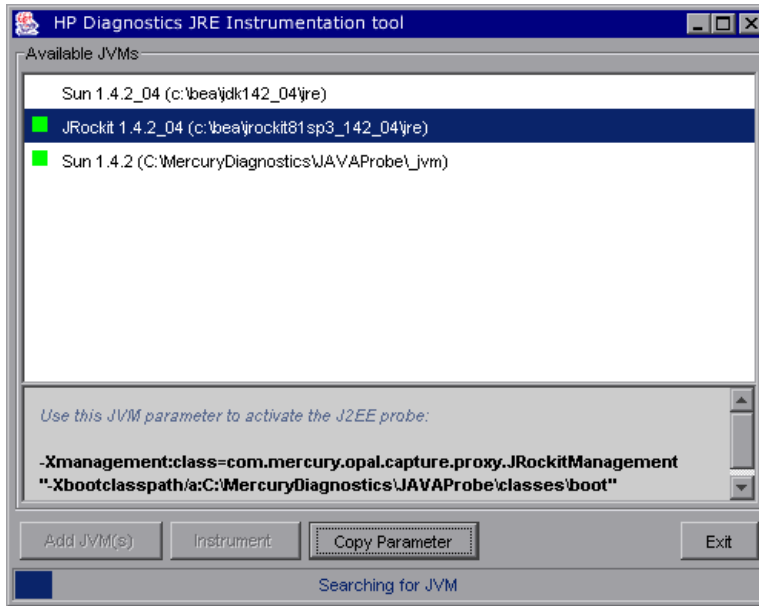 HP Diagnostics JRE Instrumentation tool
Available JVMs
Sun 1.4.2_04 (c:\bea\jdk142_04\jre)
JRockit 1.4.2_04 (c:\bea\jrockit81sp3_142_04\jre)
Sun 1.4.2 (C:\MercuryDiagnostics\JAVAProbe\_jvm)
Use this JVM parameter to activate the J2EE probe:
-Xmanagement:class=com.mercury.opal.capture.proxy.JRockitManagement
"-Xbootclasspath/a:C:\MercuryDiagnostics\JAVAProbe\classes\boot"
Add JVM(s) Instrument Copy Parameter Exit
Searching for JVM